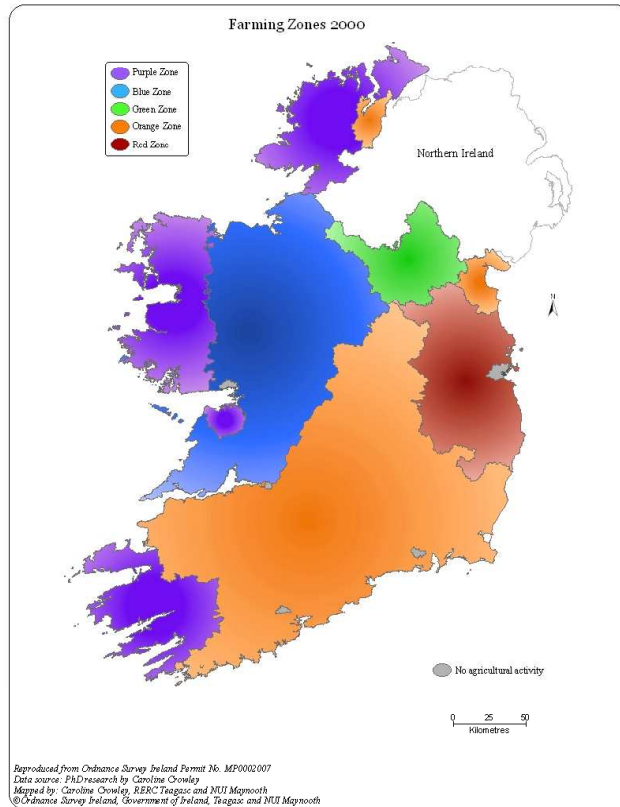 Farming Zones 2000
Purple Zone
Blue Zone
Green Zone
Orange Zone
Red Zone
Northern Ireland
N
No agricultural activity
0 25 50
Kilometres
Reproduced from Ordnance Survey Ireland Permit No. MP0002007
Data source: PhD research by Caroline Crowley
Mapped by: Caroline Crowley, RERC Teagasc and NUI Maynooth
©Ordnance Survey Ireland, Government of Ireland, Teagasc and NUI Maynooth